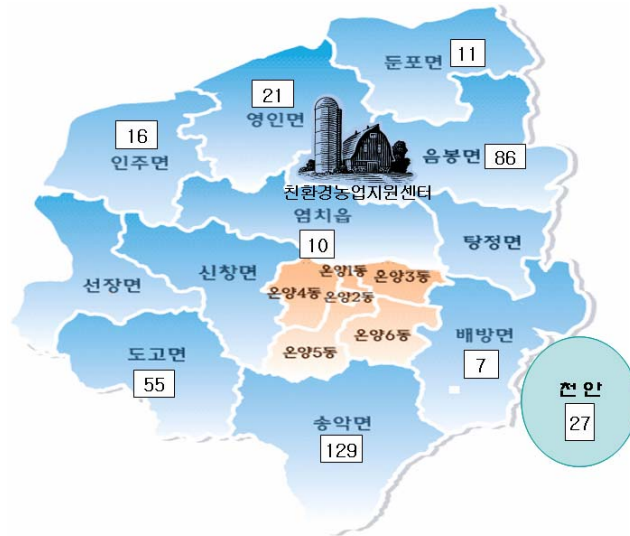 11
둔포면
21
영인면
16
인주면
음봉면 86
친환경농업지원센터
염치읍
10
탕정면
선장면
신창면
온양1동
온양3동
온양4동
온양2동
온양5동
온양6동
배방면
7
도고면
55
천안
27
송악면
129